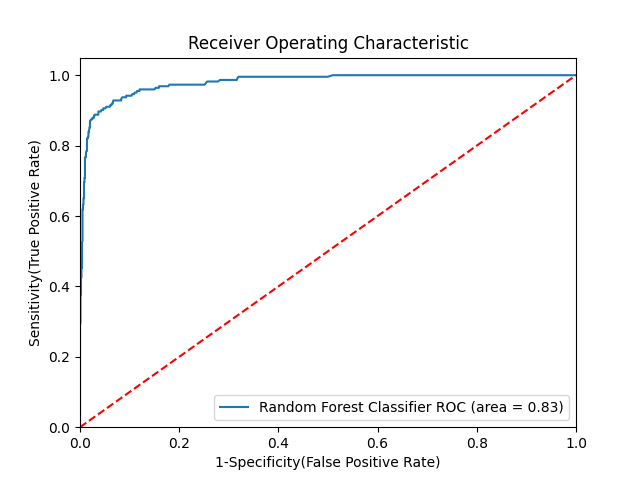 Receiver Operating Characteristic
1.0
0.8
0.6
0.4
0.2
0.0
Sensitivity(True Positive Rate)
Random Forest Classifier ROC (area = 0.83)
0.0 0.2 0.4 0.6 0.8 1.0
1-Specificity(False Positive Rate)